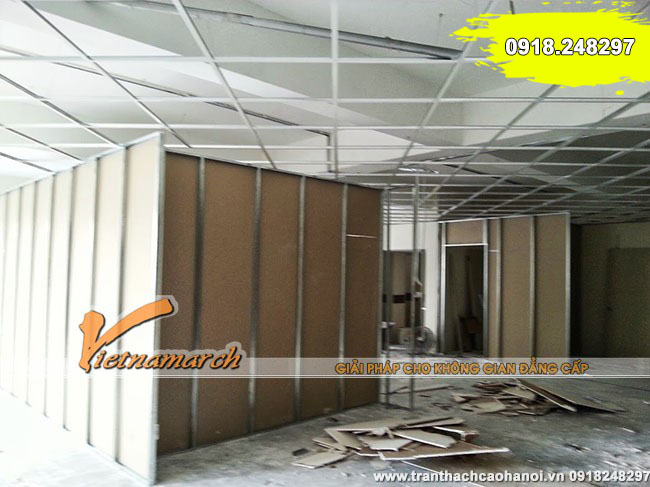 0918.248297
Vietnamarch
GIẢI PHÁP CHO KHÔNG GIAN ĐẲNG CẤP
www.tranthachcaohanoi.vn 0918248297